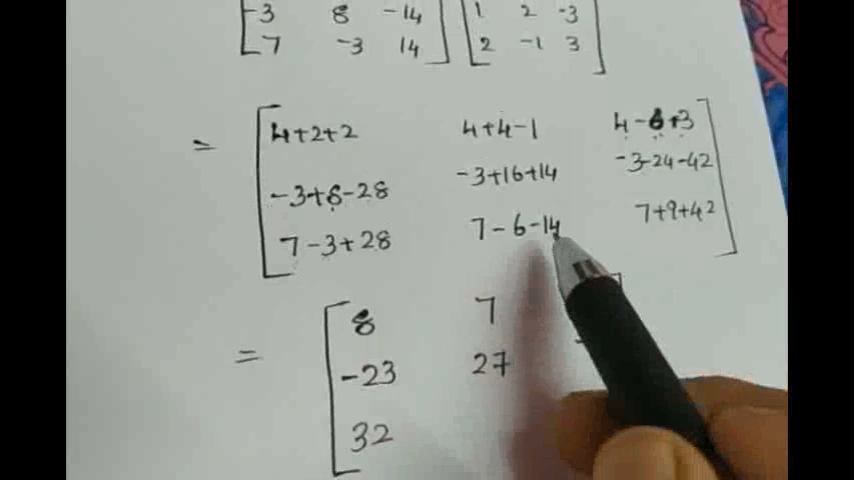 -3 8 -14 1 2 -3
7 -3 14 2 -1 3
= 4+2+2 4+4-1 4-6+3
-3+8-28 -3+16+14 -3-24-42
7-3+28 7-6-14 7+9+42
= 8 7
-23 27
32